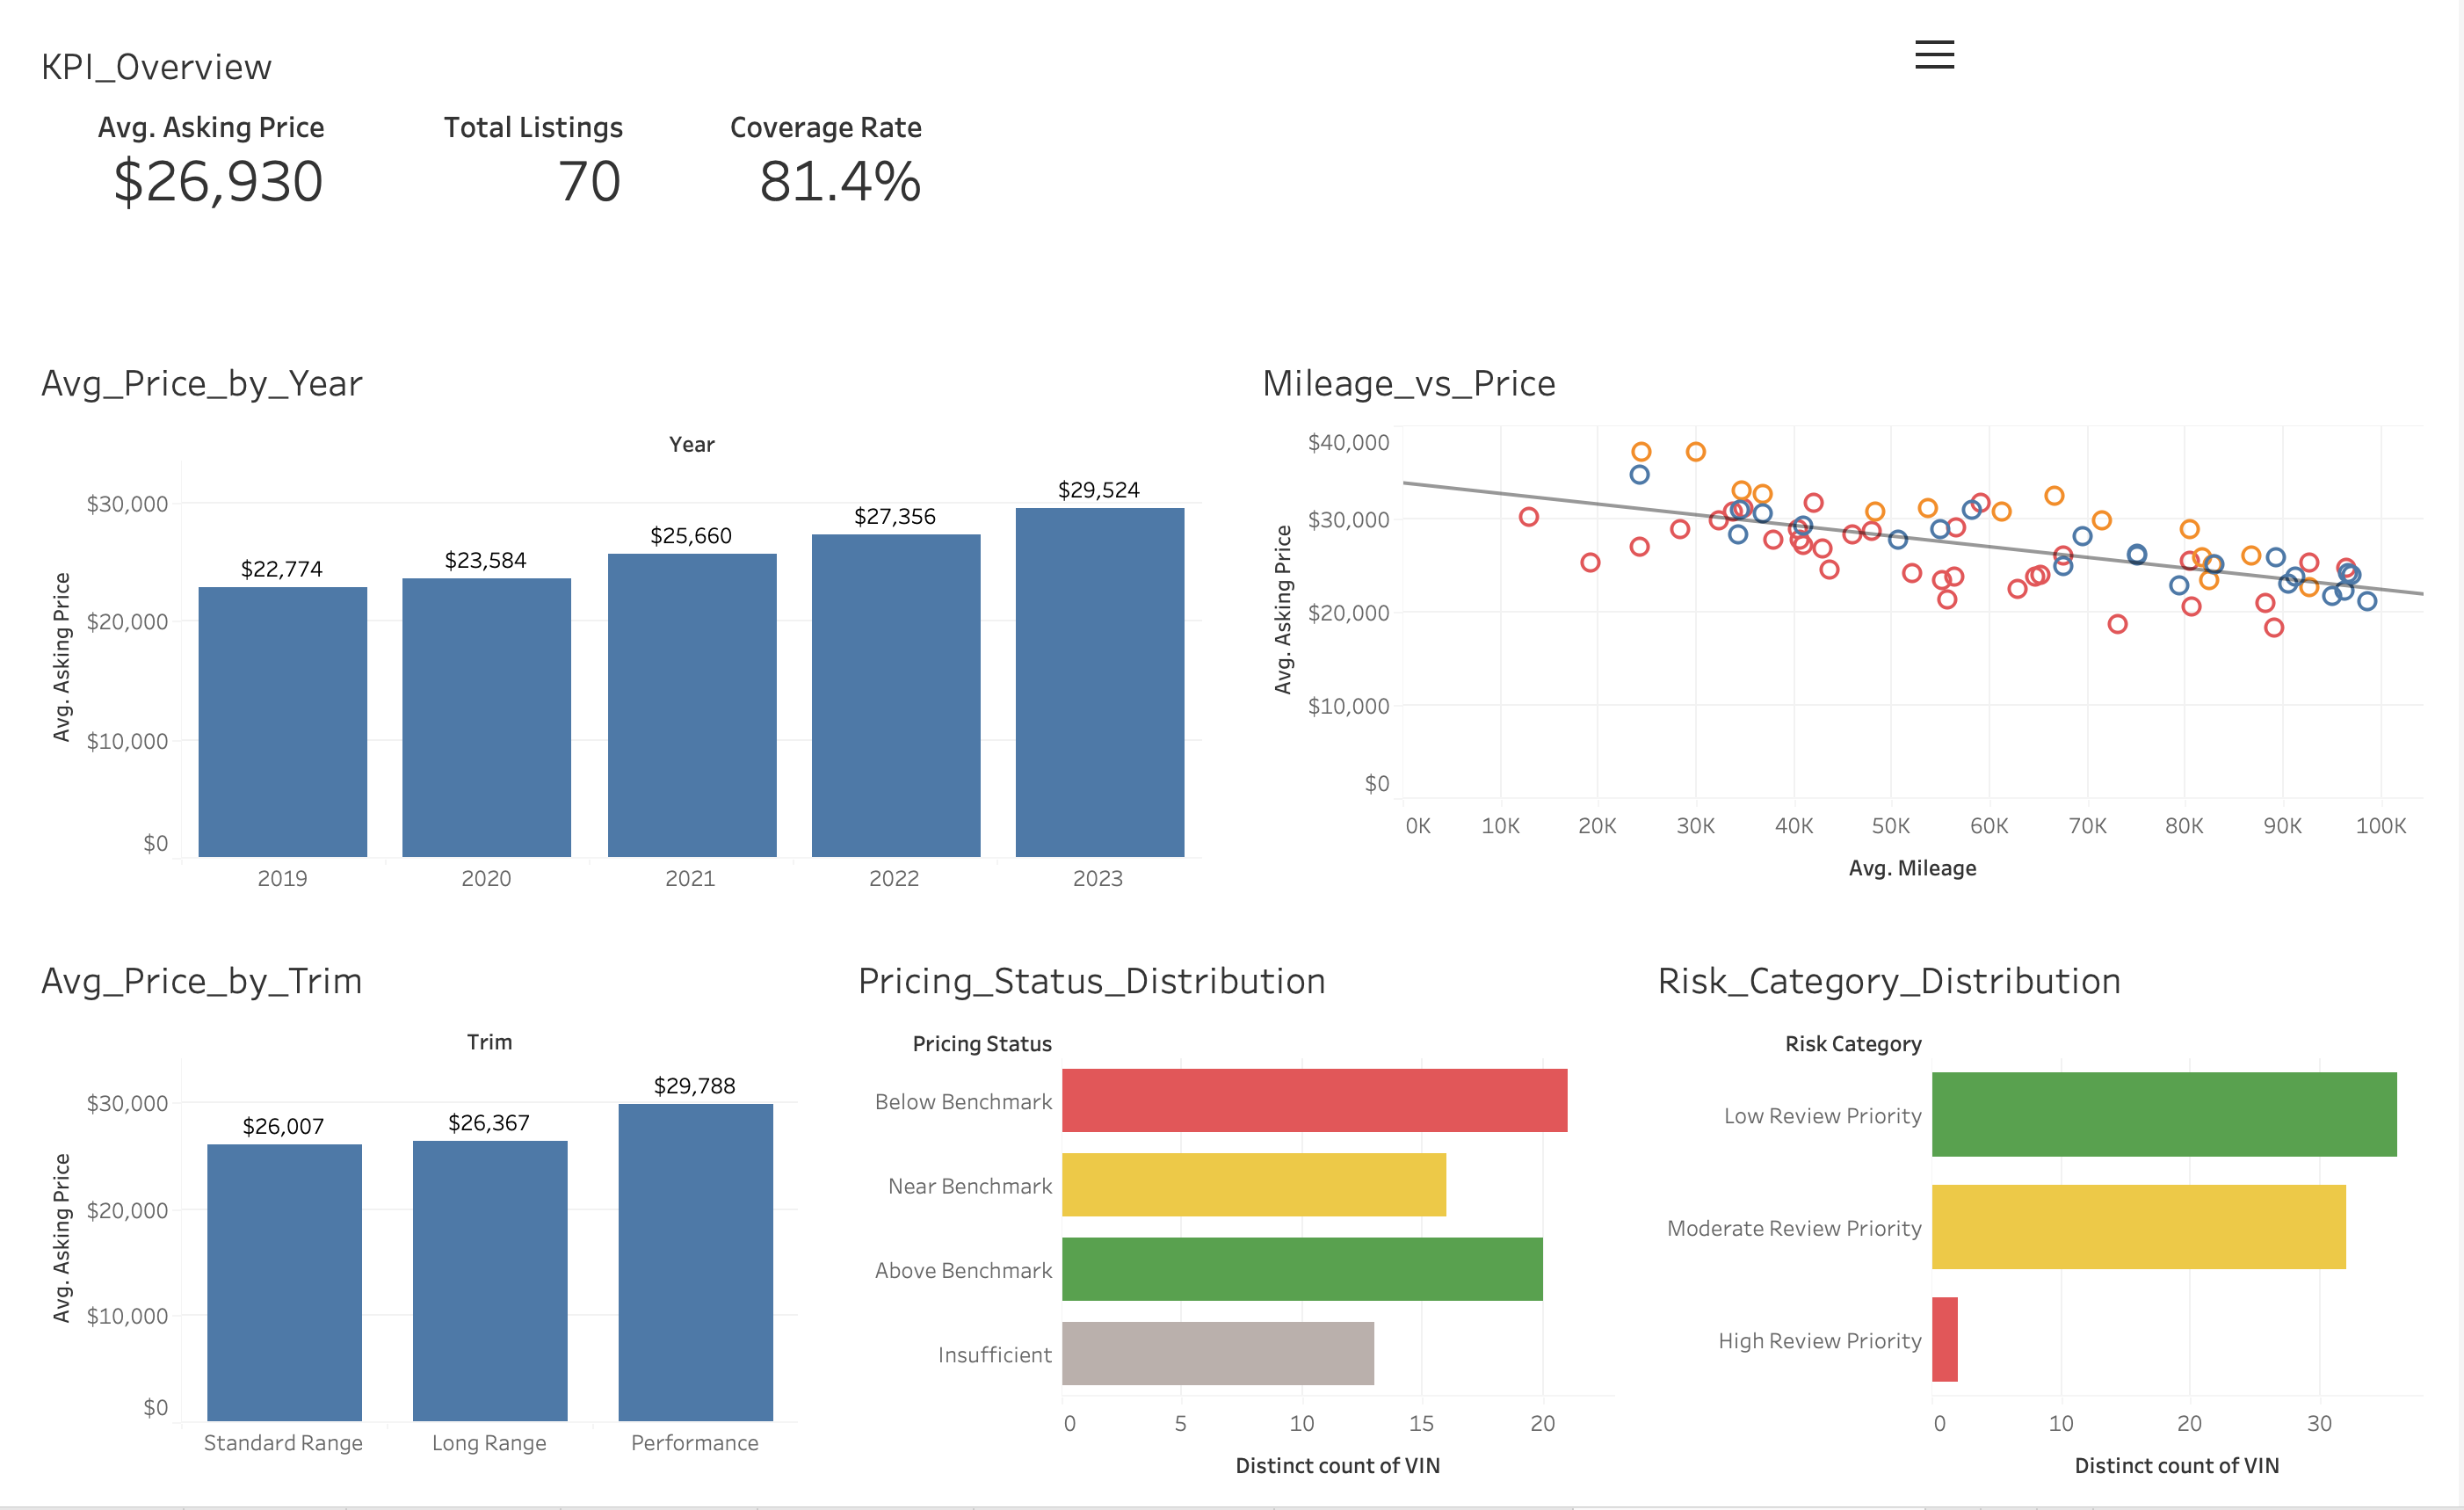 KPI_Overview
Avg. Asking Price Total Listings Coverage Rate
$26,930 70 81.4%
Avg_Price_by_Year
Year
Avg. Asking Price
$30,000
$20,000
$10,000
$0
$22,774
$23,584
$25,660
$27,356
$29,524
2019 2020 2021 2022 2023
Mileage_vs_Price
Avg. Asking Price
$40,000
$30,000
$20,000
$10,000
$0
0K 10K 20K 30K 40K 50K 60K 70K 80K 90K 100K
Avg. Mileage
Avg_Price_by_Trim
Trim
Avg. Asking Price
$30,000
$20,000
$10,000
$0
$26,007
$26,367
$29,788
Standard Range Long Range Performance
Pricing_Status_Distribution
Pricing Status
Below Benchmark
Near Benchmark
Above Benchmark
Insufficient
0 5 10 15 20
Distinct count of VIN
Risk_Category_Distribution
Risk Category
Low Review Priority
Moderate Review Priority
High Review Priority
0 10 20 30
Distinct count of VIN